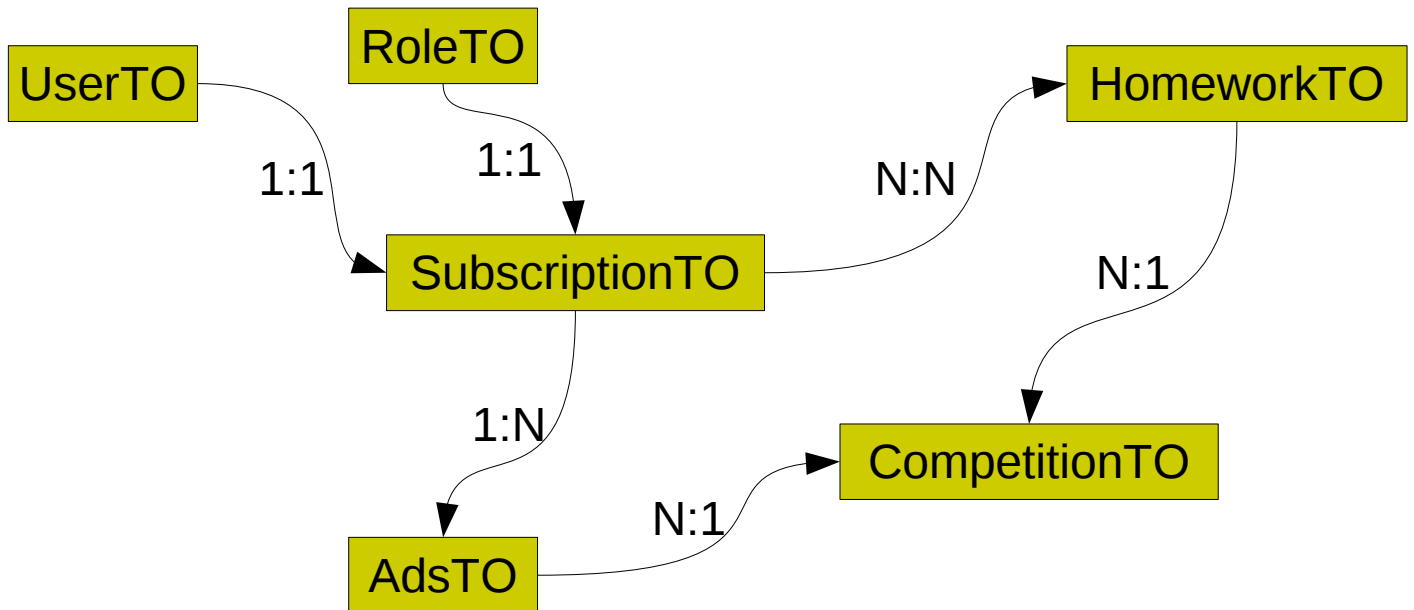 RoleTO
UserTO
HomeworkTO
1:1
1:1
N:N
SubscriptionTO
N:1
1:N
CompetitionTO
N:1
AdsTO